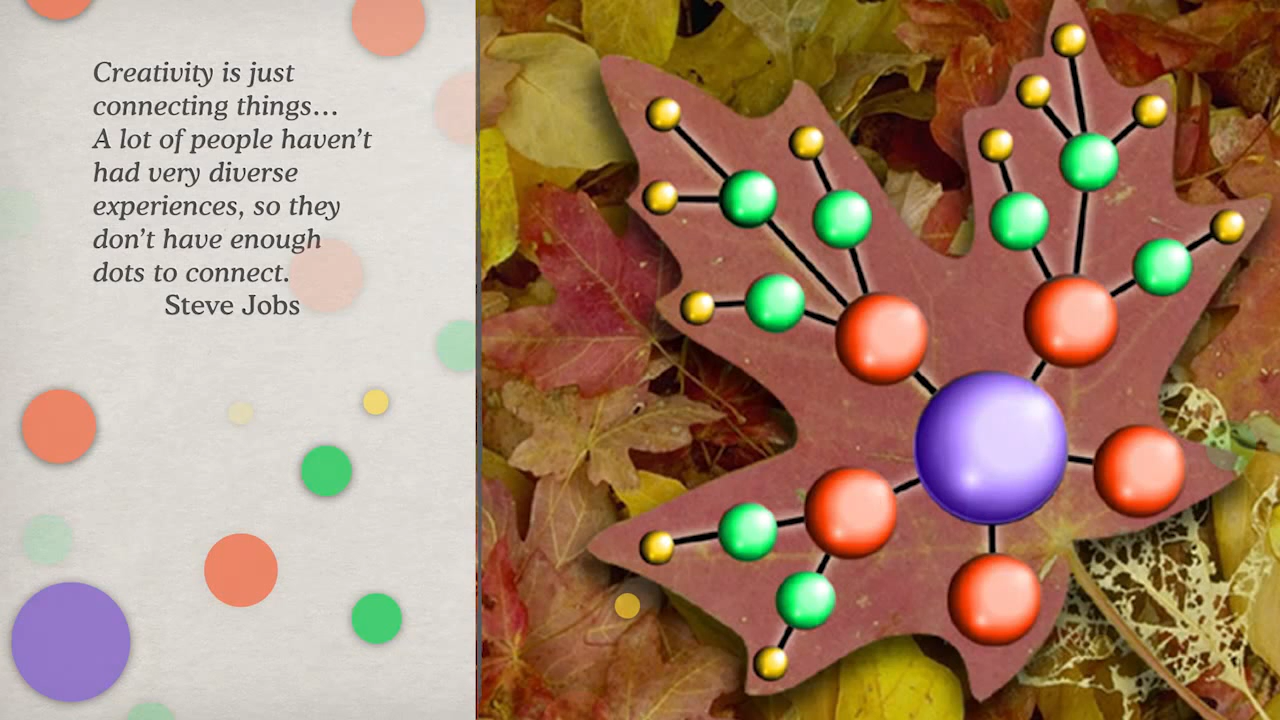 Creativity is just
connecting things...
A lot of people haven't
had very diverse
experiences, so they
don't have enough
dots to connect.
Steve Jobs